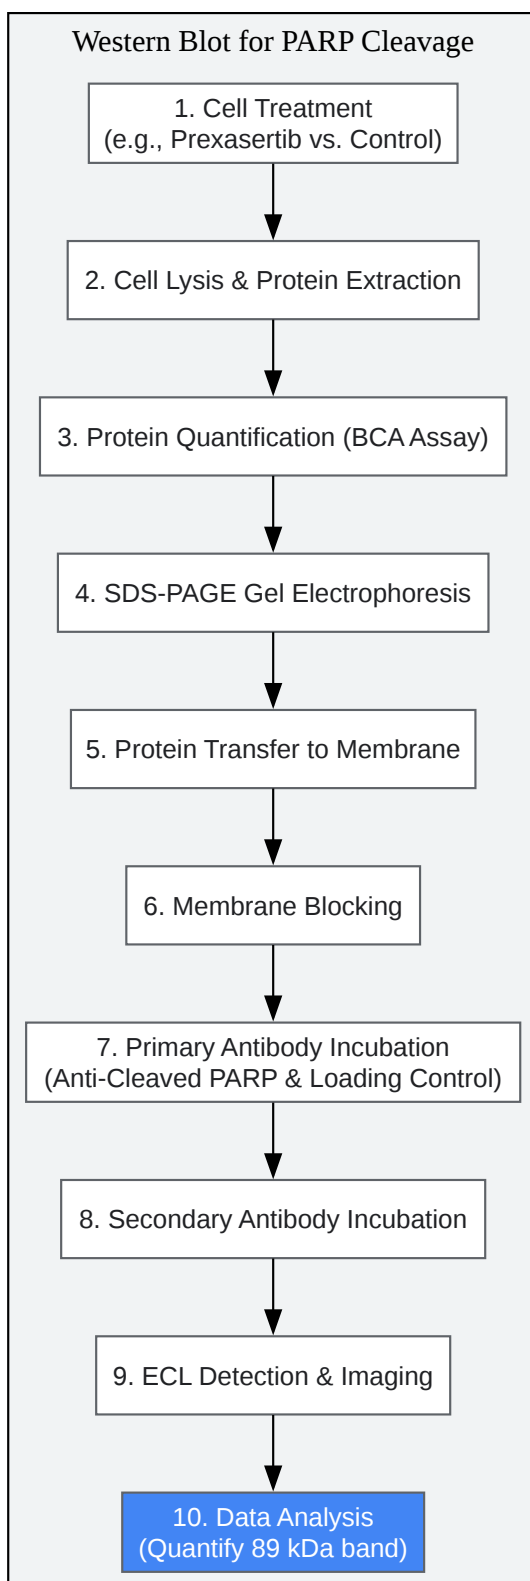 Western Blot for PARP Cleavage
1. Cell Treatment
(e.g., Prexasertib vs. Control)
2. Cell Lysis & Protein Extraction
3. Protein Quantification (BCA Assay)
4. SDS-PAGE Gel Electrophoresis
5. Protein Transfer to Membrane
6. Membrane Blocking
7. Primary Antibody Incubation
(Anti-Cleaved PARP & Loading Control)
8. Secondary Antibody Incubation
9. ECL Detection & Imaging
10. Data Analysis
(Quantify 89 kDa band)